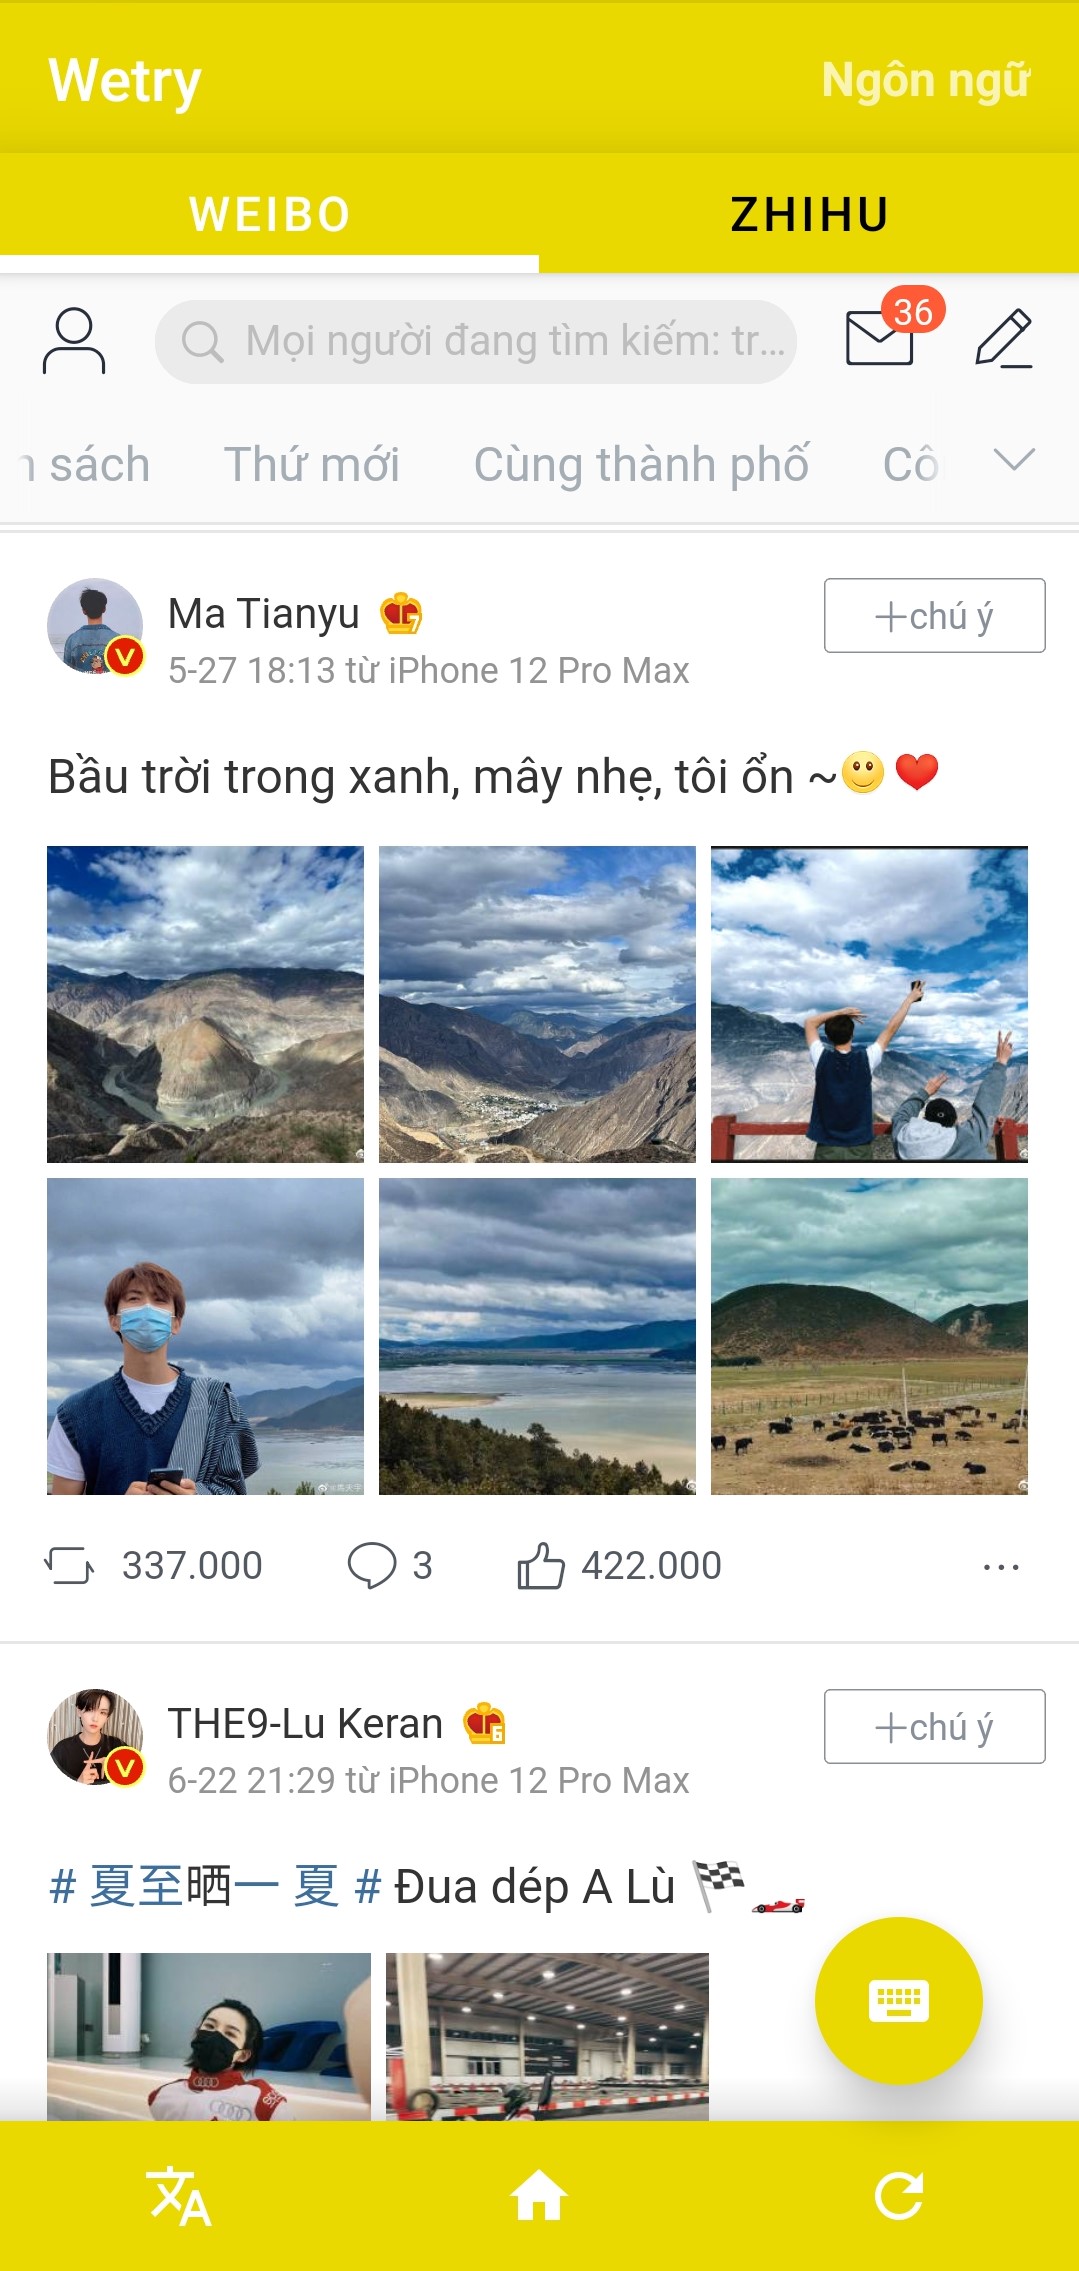 Wetry
Ngôn ngữ
WEIBO
ZHIHU
Mọi người đang tìm kiếm: tr...
36
sách
Thứ mới
Cùng thành phố
Ma Tianyu
7
+chú ý
5-27 18:13 từ iPhone 12 Pro Max
Bầu trời trong xanh, mây nhẹ, tôi ổn ~
337.000
3
422.000
...
THE9-Lu Keran
6
+chú ý
6-22 21:29 từ iPhone 12 Pro Max
# 夏至晒一 夏 # Đua dép A Lù